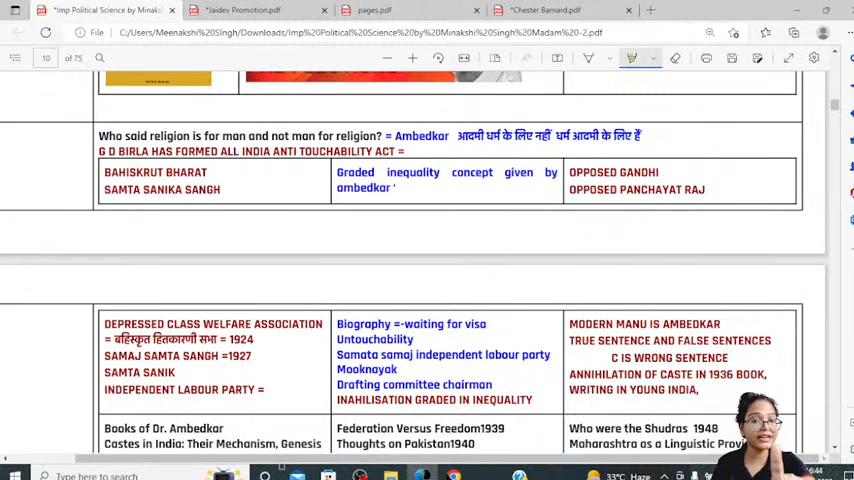 *Imp Political Science by Minaksh
*Jaidev Promotion.pdf
pages.pdf
*Chester Barnard.pdf
File
C:/Users/Meenakshi%20SIngh/Downloads/Imp%20Political%20Science%20by%20Minakshi%20Singh%20Madam%20-2.pdf
10 of 75
Who said religion is for man and not man for religion? = Ambedkar आदमी धर्म के लिए नहीं धर्म आदमी के लिए हैं
G D BIRLA HAS FORMED ALL INDIA ANTI TOUCHABILITY ACT =
BAHISKRUT BHARAT
SAMTA SANIKA SANGH
Graded inequality concept given by
ambedkar '
OPPOSED GANDHI
OPPOSED PANCHAYAT RAJ
DEPRESSED CLASS WELFARE ASSOCIATION
= बहिस्कृत हितकारणी सभा = 1924
SAMAJ SAMTA SANGH =1927
SAMTA SANIK
INDEPENDENT LABOUR PARTY =
Biography =-waiting for visa
Untouchability
Samata samaj independent labour party
Mooknayak
Drafting committee chairman
INAHILISATION GRADED IN INEQUALITY
MODERN MANU IS AMBEDKAR
TRUE SENTENCE AND FALSE SENTENCES
C IS WRONG SENTENCE
ANNIHILATION OF CASTE IN 1936 BOOK,
WRITING IN YOUNG INDIA,
Books of Dr. Ambedkar
Castes in India: Their Mechanism, Genesis
Federation Versus Freedom1939
Thoughts on Pakistan1940
Who were the Shudras 1948
Maharashtra as a Linguistic Provi
Type here to search
33°C Haze
16:44